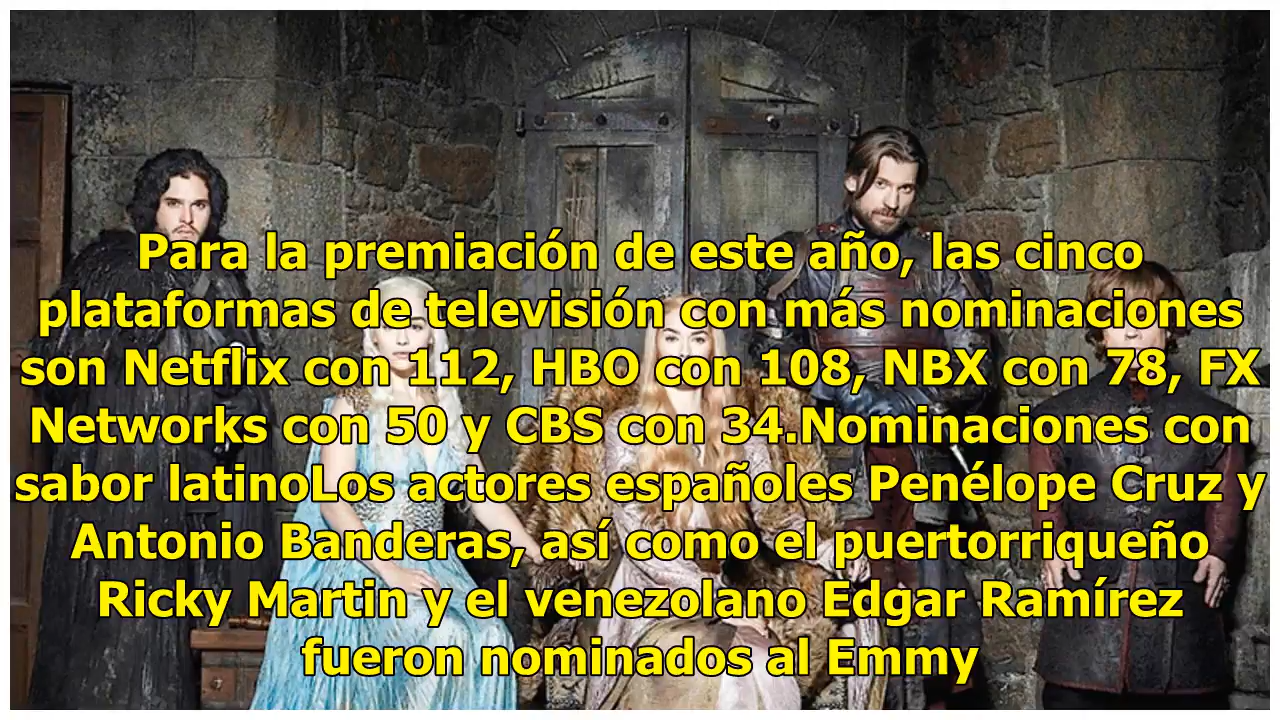 Para la premiación de este año, las cinco
plataformas de televisión con más nominaciones
son Netflix con 112, HBO con 108, NBX con 78, FX
Networks con 50 y CBS con 34.Nominaciones con
sabor latinoLos actores españoles Penélope Cruz y
Antonio Banderas, así como el puertorriqueño
Ricky Martin y el venezolano Edgar Ramírez
fueron nominados al Emmy